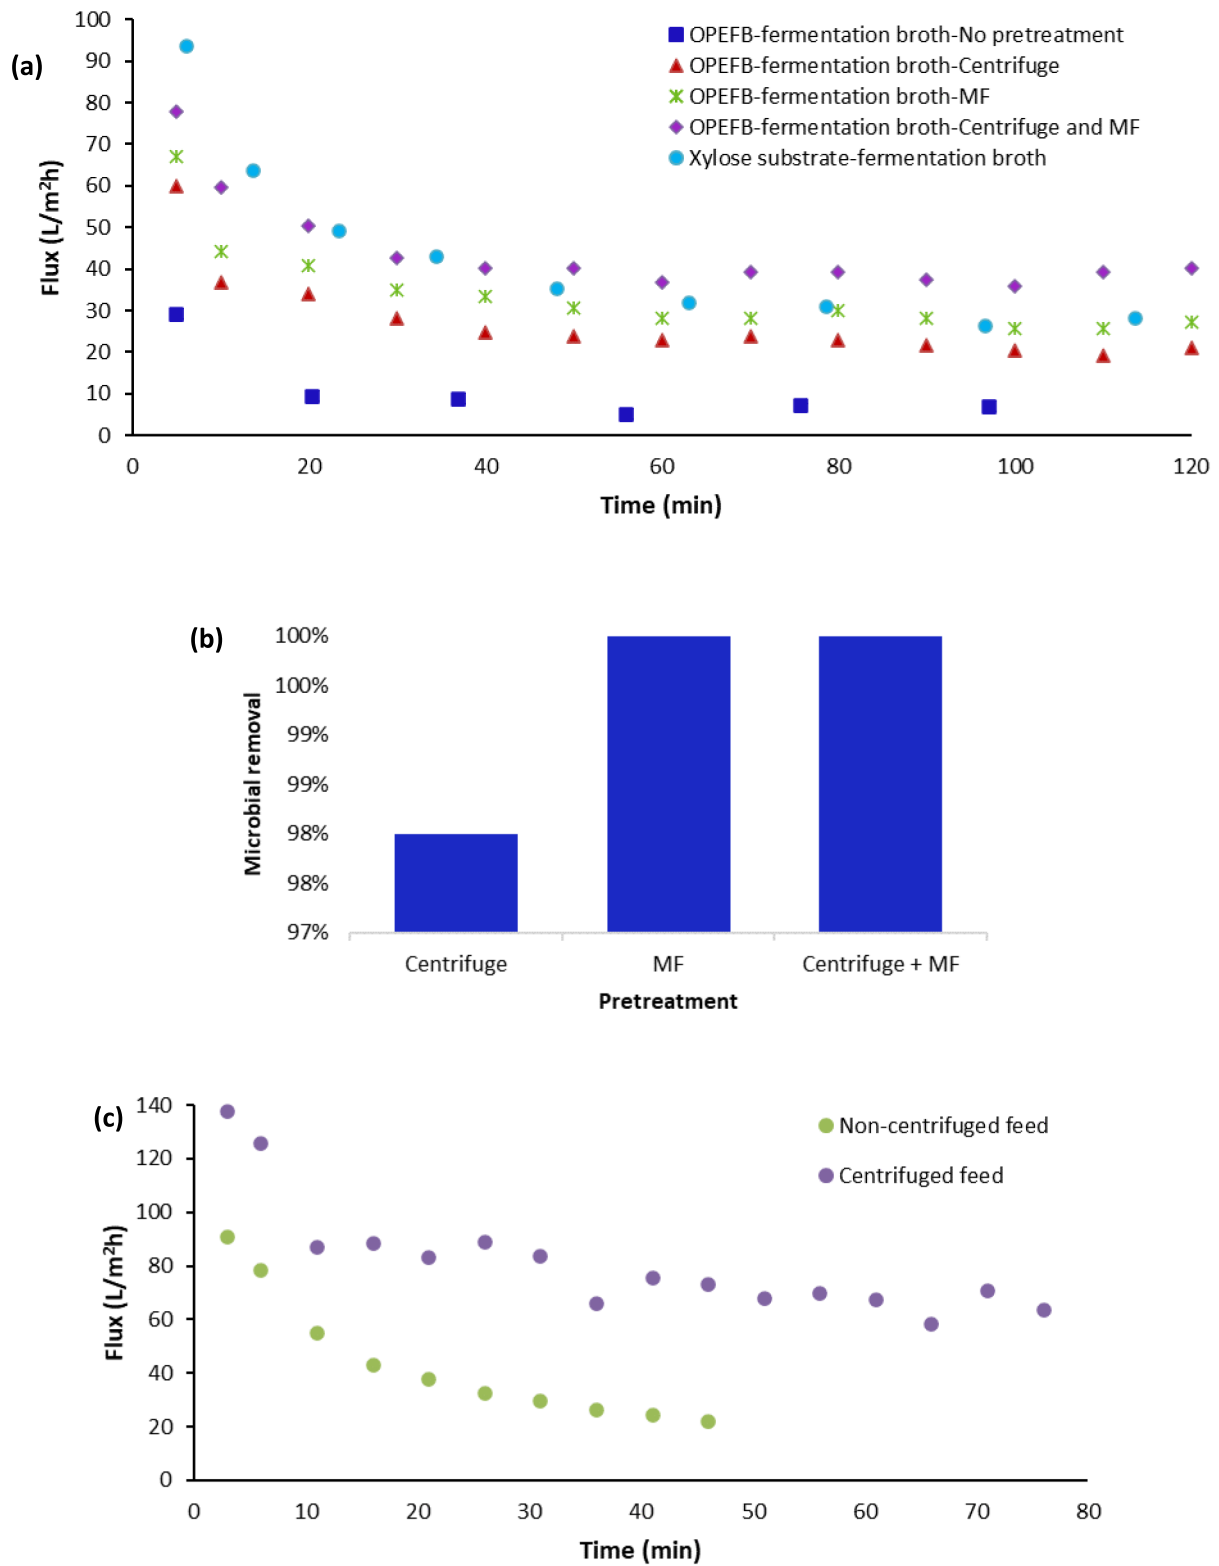 (a)
100
90
80
70
60
50
40
30
20
10
0
Flux (L/m²h)
OPEFB-fermentation broth-No pretreatment
OPEFB-fermentation broth-Centrifuge
OPEFB-fermentation broth-MF
OPEFB-fermentation broth-Centrifuge and MF
Xylose substrate-fermentation broth
0 20 40 60 80 100 120
Time (min)
(b)
100%
100%
99%
99%
98%
98%
97%
Microbial removal
Centrifuge MF Centrifuge + MF
Pretreatment
(c)
140
120
100
80
60
40
20
0
Flux (L/m²h)
Non-centrifuged feed
Centrifuged feed
0 10 20 30 40 50 60 70 80
Time (min)